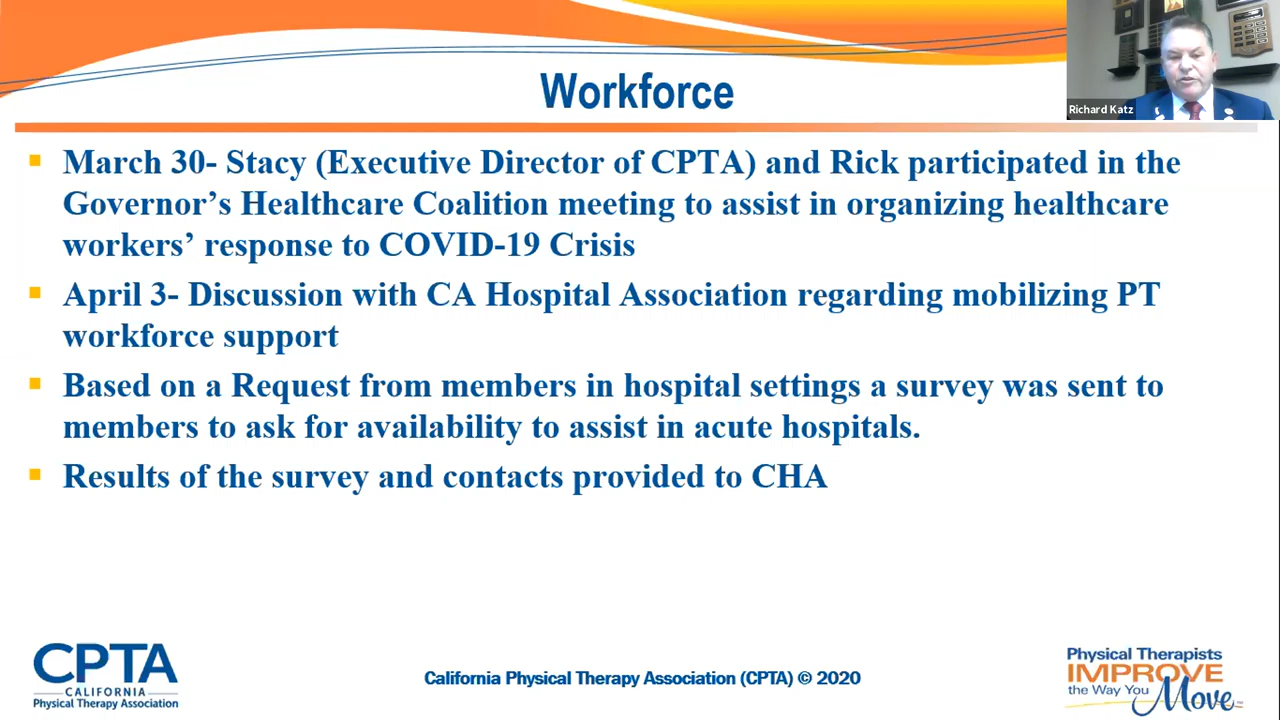 Workforce
Richard Katz
March 30- Stacy (Executive Director of CPTA) and Rick participated in the
Governor’s Healthcare Coalition meeting to assist in organizing healthcare
workers’ response to COVID-19 Crisis
April 3- Discussion with CA Hospital Association regarding mobilizing PT
workforce support
Based on a Request from members in hospital settings a survey was sent to
members to ask for availability to assist in acute hospitals.
Results of the survey and contacts provided to CHA
CPTA
CALIFORNIA
Physical Therapy Association
California Physical Therapy Association (CPTA) © 2020
Physical Therapists
IMPROVE
the Way You
Move